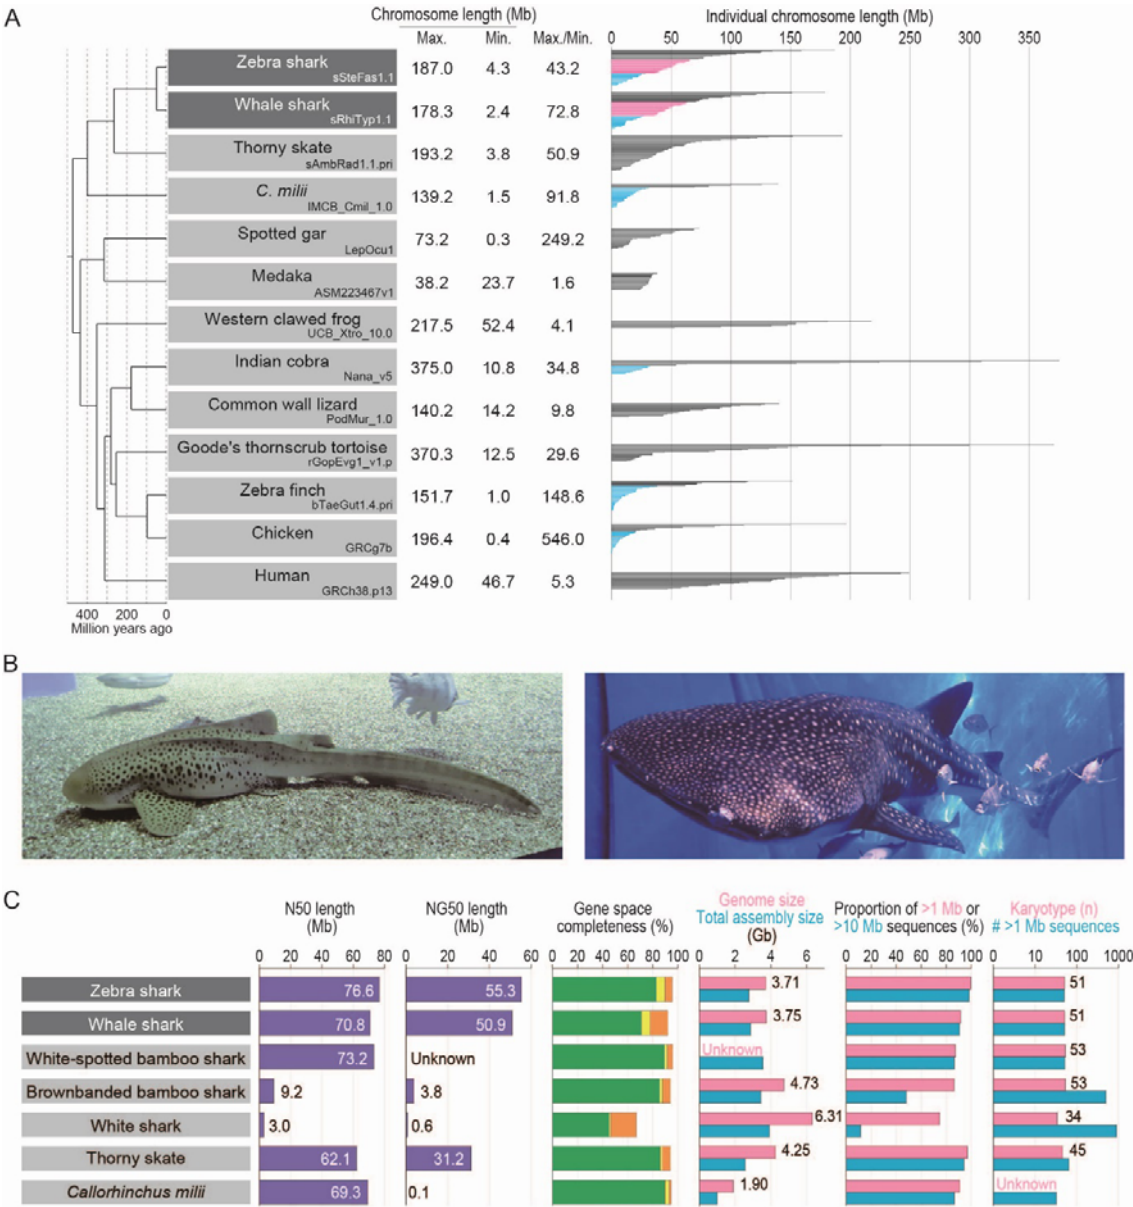 A
Chromosome length (Mb)
Individual chromosome length (Mb)
Max. Min. Max./Min.
0 50 100 150 200 250 300 350
Zebra shark 187.0 4.3 43.2
sSteFas1.1
Whale shark 178.3 2.4 72.8
sRhiTyp1.1
Thorny skate 193.2 3.8 50.9
sAmbRad1.1.pri
C. milii 139.2 1.5 91.8
IMCB_Cmil_1.0
Spotted gar 73.2 0.3 249.2
LepOcu1
Medaka 38.2 23.7 1.6
ASM223467v1
Western clawed frog 217.5 52.4 4.1
UCB_Xtro_10.0
Indian cobra 375.0 10.8 34.8
Nana_v5
Common wall lizard 140.2 14.2 9.8
PodMur_1.0
Goode's thornscrub tortoise 370.3 12.5 29.6
rGopEvg1_v1.p
Zebra finch 151.7 1.0 148.6
bTaeGut1.4.pri
Chicken 196.4 0.4 546.0
GRCg7b
Human 249.0 46.7 5.3
GRCh38.p13
400 200 0
Million years ago
B
C
N50 length (Mb)
NG50 length (Mb)
Gene space completeness (%)
Genome size
Total assembly size
(Gb)
Proportion of >1 Mb or
>10 Mb sequences (%)
Karyotype (n)
# >1 Mb sequences
0 20 40 60 80 0 10 20 30 40 50 60 0 20 40 60 80 100 0 2 4 6 0 20 40 60 80 100 0 10 100 1000
Zebra shark 76.6 55.3 3.71 51
Whale shark 70.8 50.9 3.75 51
White-spotted bamboo shark 73.2 Unknown Unknown 53
Brownbanded bamboo shark 9.2 3.8 4.73 53
White shark 3.0 0.6 6.31 34
Thorny skate 62.1 31.2 4.25 45
Callorhinchus milii 69.3 0.1 1.90 Unknown